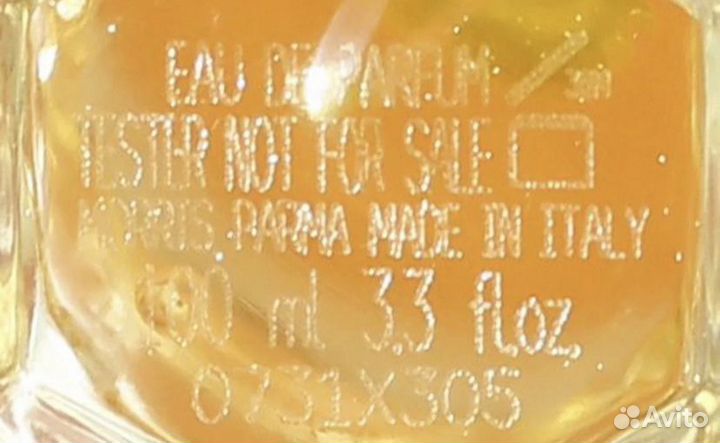 EAU DE PARFUM
TESTER NOT FOR SALE
MORRIS - PARMA MADE IN ITALY
100 ml 3.3 fl.oz.
0731X305
Avito